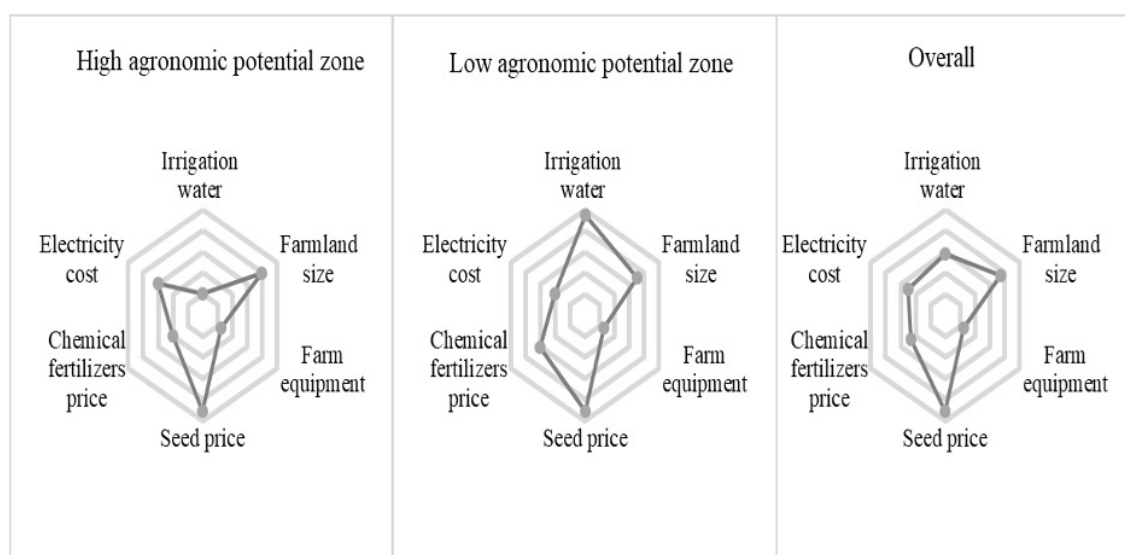 High agronomic potential zone
Irrigation
water
Electricity
cost
Farmland
size
Chemical
fertilizers
price
Farm
equipment
Seed price
Low agronomic potential zone
Irrigation
water
Electricity
cost
Farmland
size
Chemical
fertilizers
price
Farm
equipment
Seed price
Overall
Irrigation
water
Electricity
cost
Farmland
size
Chemical
fertilizers
price
Farm
equipment
Seed price